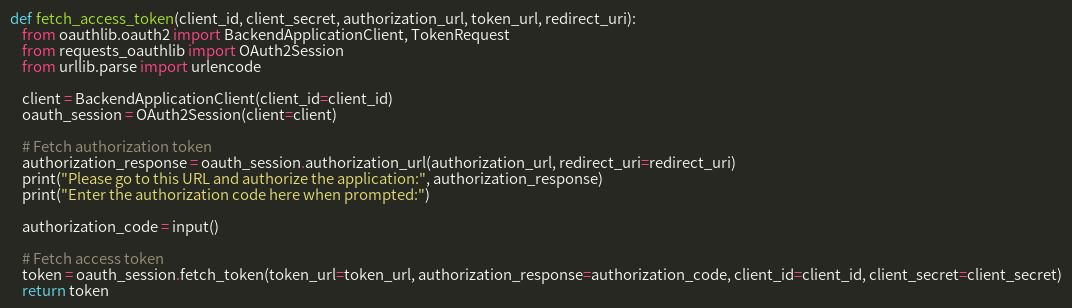 def fetch_access_token(client_id, client_secret, authorization_url, token_url, redirect_uri):
    from oauthlib.oauth2 import BackendApplicationClient, TokenRequest
    from requests_oauthlib import OAuth2Session
    from urllib.parse import urlencode

    client = BackendApplicationClient(client_id=client_id)
    oauth_session = OAuth2Session(client=client)

    # Fetch authorization token
    authorization_response = oauth_session.authorization_url(authorization_url, redirect_uri=redirect_uri)
    print("Please go to this URL and authorize the application:", authorization_response)
    print("Enter the authorization code here when prompted:")

    authorization_code = input()

    # Fetch access token
    token = oauth_session.fetch_token(token_url=token_url, authorization_response=authorization_code, client_id=client_id, client_secret=client_secret)
    return token